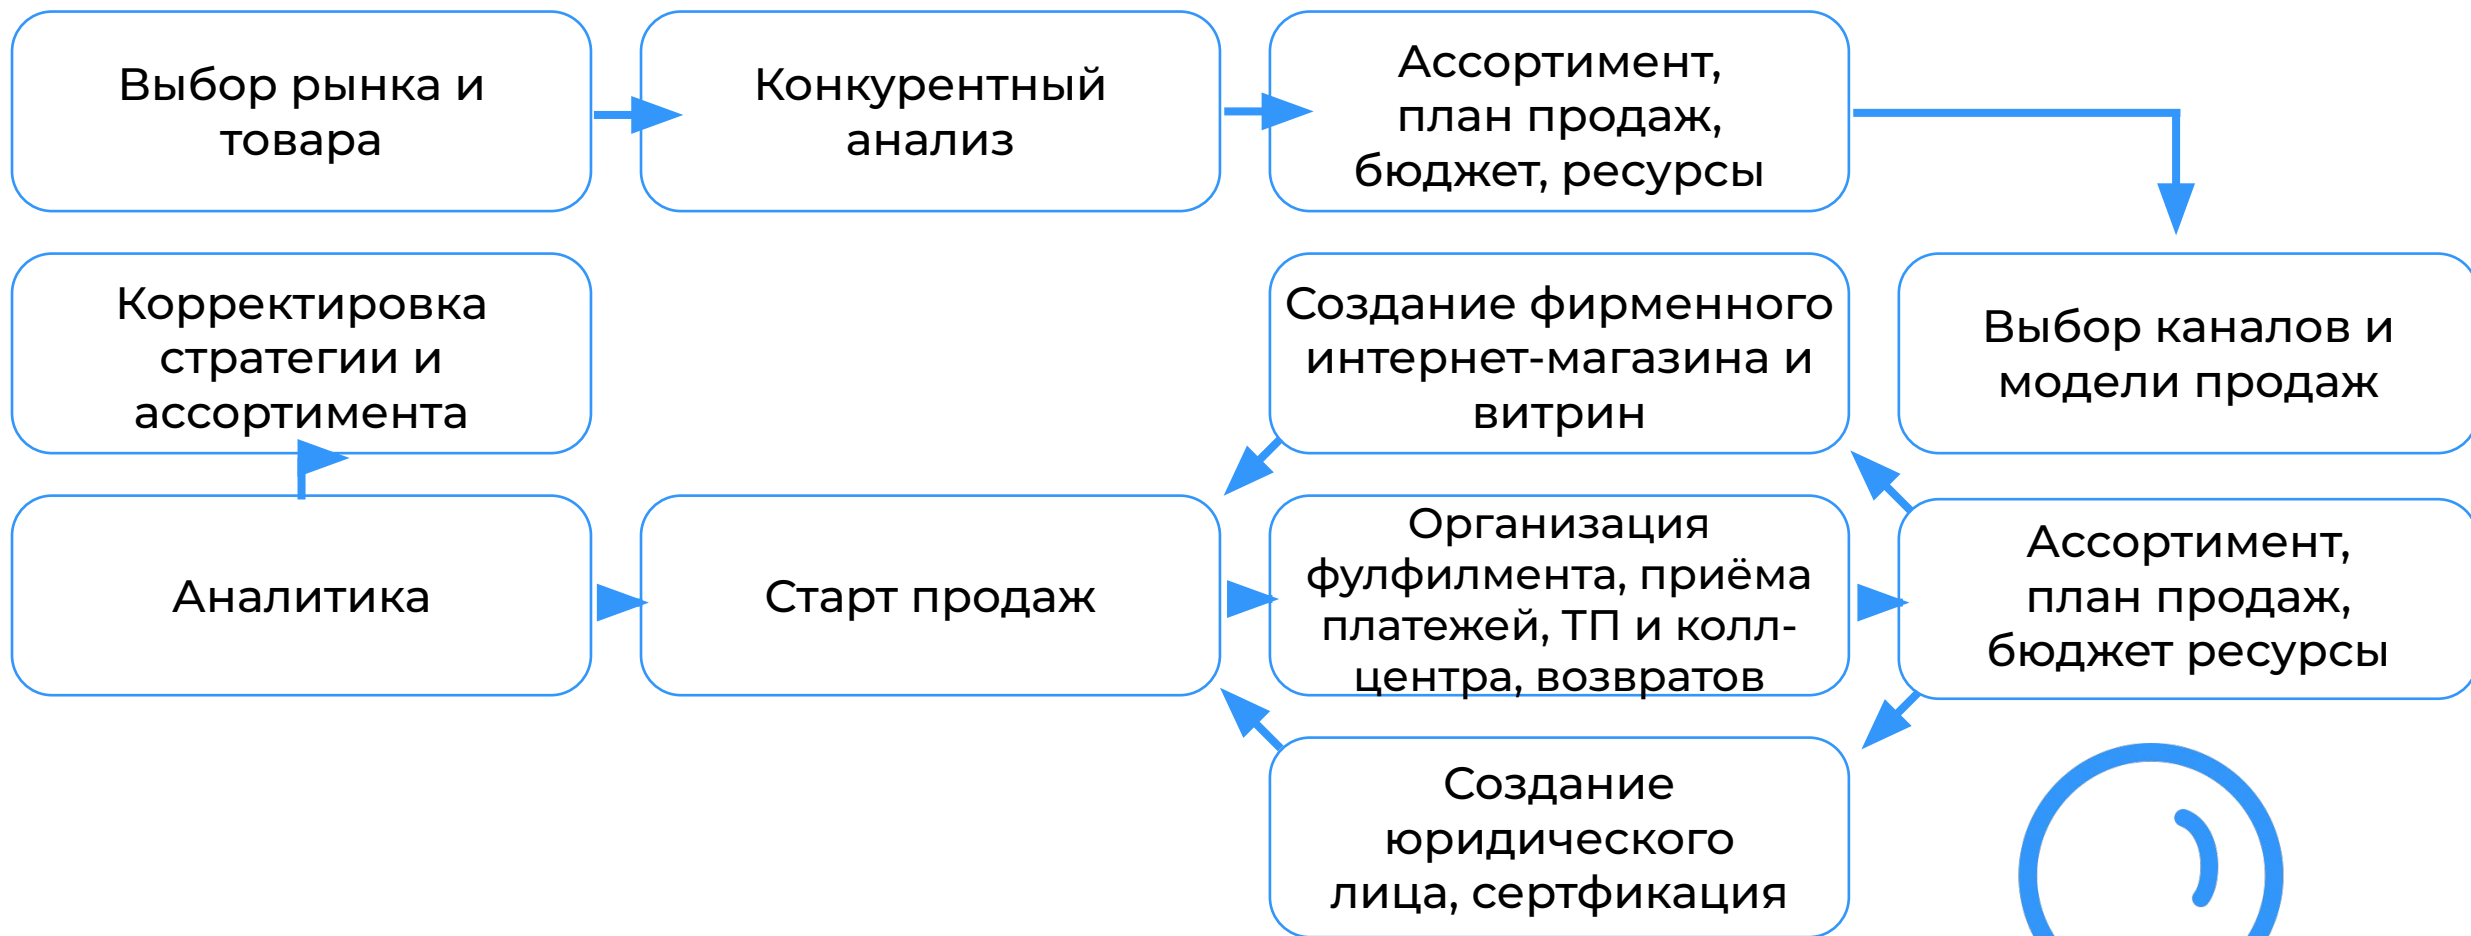 Выбор рынка и
товара
Конкурентный
анализ
Ассортимент,
план продаж,
бюджет, ресурсы
Корректировка
стратегии и
ассортимента
Создание фирменного
интернет-магазина и
витрин
Выбор каналов и
модели продаж
Аналитика
Старт продаж
Организация
фулфилмента, приёма
платежей, ТП и колл-
центра, возвратов
Ассортимент,
план продаж,
бюджет ресурсы
Создание
юридического
лица, сертфикация